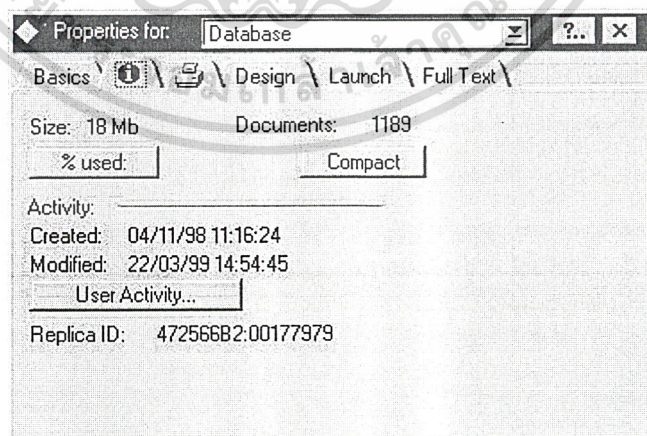 Properties for: Database ?..
Basics Design Launch Full Text
Size: 18 Mb Documents: 1189
% used: Compact
Activity:
Created: 04/11/98 11:16:24
Modified: 22/03/99 14:54:45
User Activity...
Replica ID: 472566B2:00177979